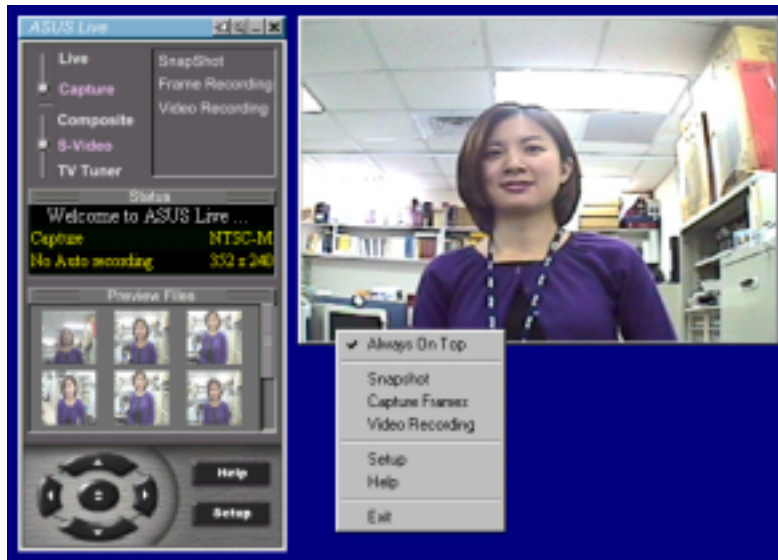 ASUS Live
Live
Capture
Composite
S-Video
TV Tuner
SnapShot
Frame Recording
Video Recording
Status
Welcome to ASUS Live ...
Capture NTSC-M
No Auto recording 352 x 240
Preview Files
Help
Setup
Always On Top
Snapshot
Capture Frames
Video Recording
Setup
Help
Exit